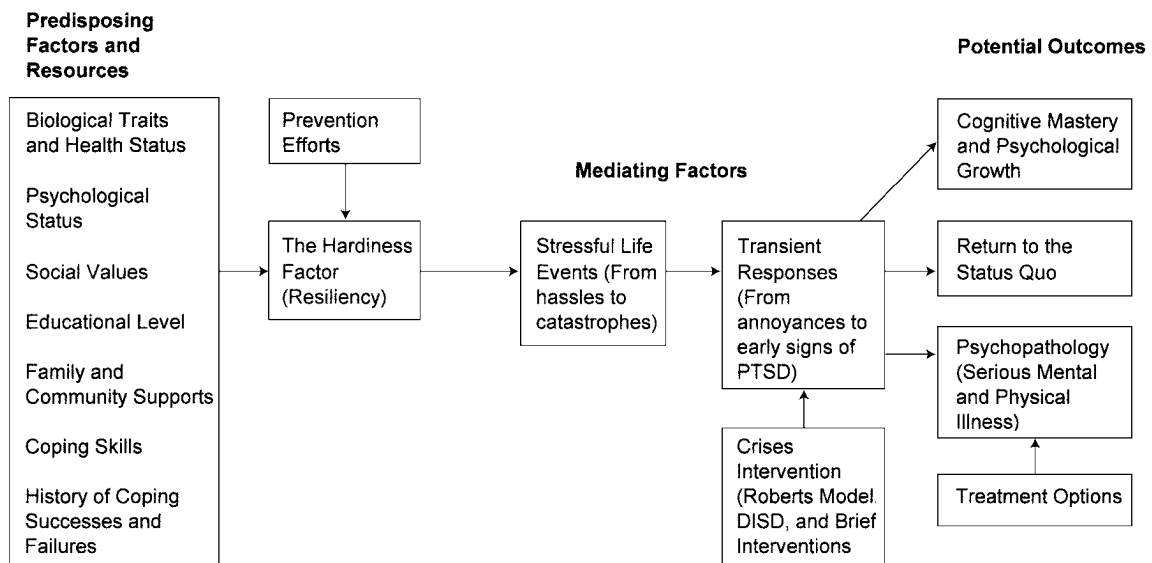 Predisposing
Factors and
Resources
Biological Traits
and Health Status
Psychological
Status
Social Values
Educational Level
Family and
Community Supports
Coping Skills
History of Coping
Successes and
Failures
Prevention
Efforts
The Hardiness
Factor
(Resiliency)
Mediating Factors
Stressful Life
Events (From
hassles to
catastrophes)
Transient
Responses
(From
annoyances to
early signs of
PTSD)
Crises
Intervention
(Roberts Model.
DISD, and Brief
Interventions
Potential Outcomes
Cognitive Mastery
and Psychological
Growth
Return to the
Status Quo
Psychopathology
(Serious Mental
and Physical
Illness)
Treatment Options